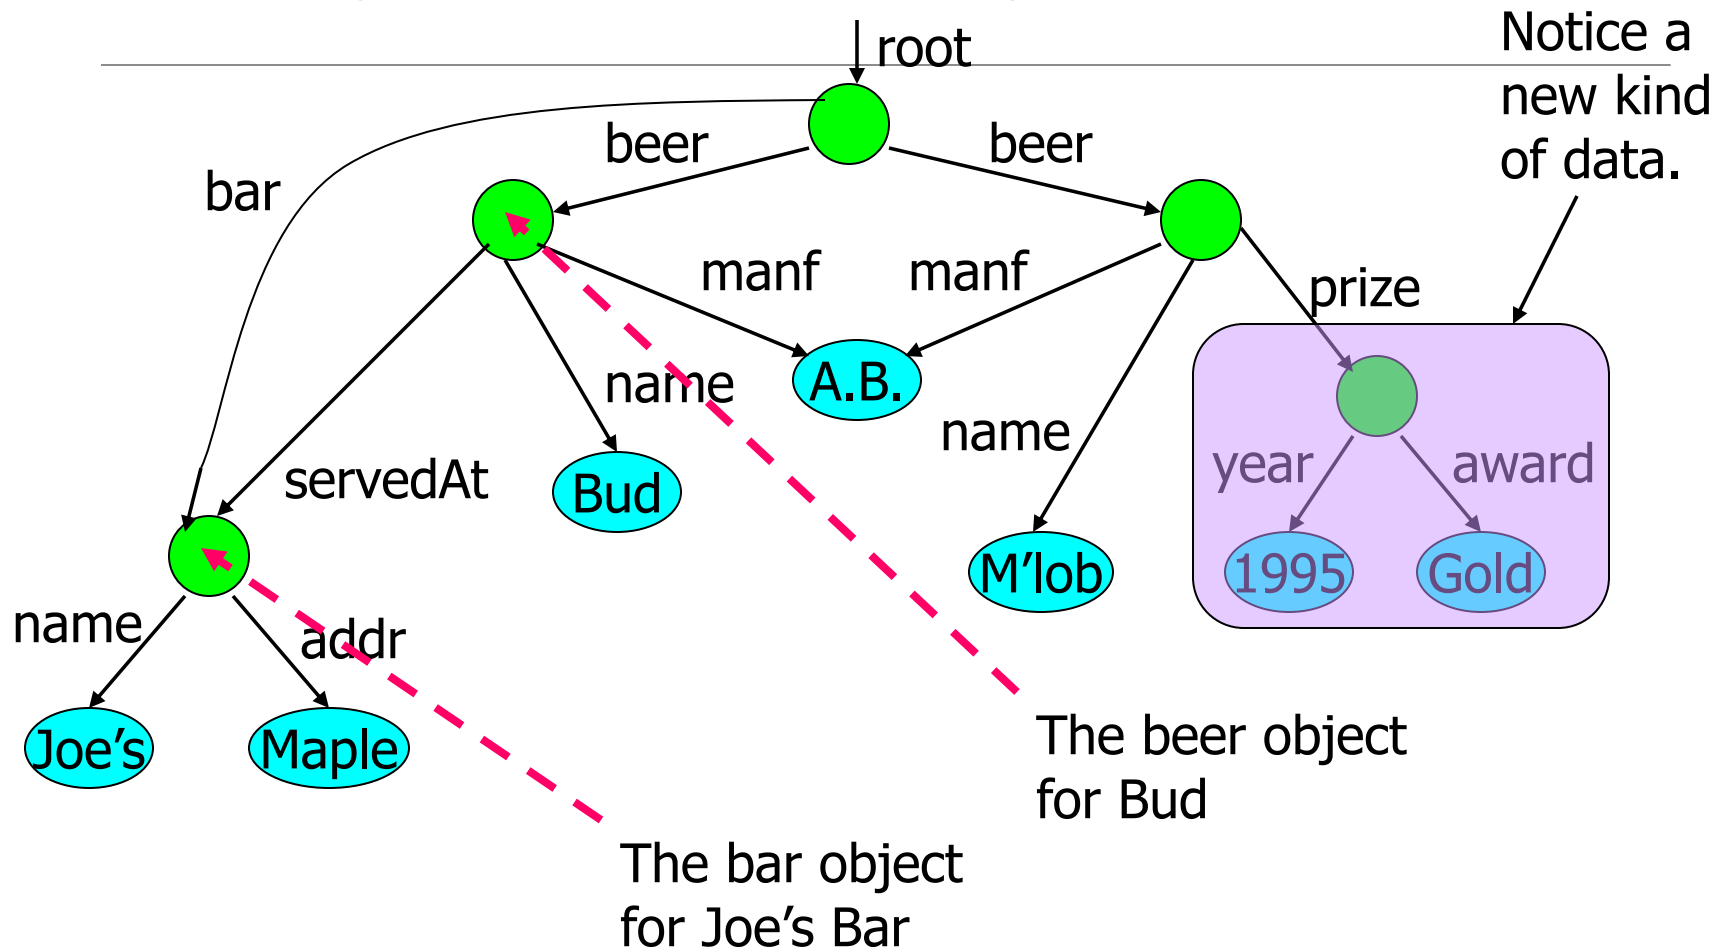 root
Notice a
new kind
of data.
beer
beer
bar
manf
manf
prize
name
A.B.
name
year
award
servedAt
Bud
M’lob
1995
Gold
name
addr
Joe’s
Maple
The beer object
for Bud
The bar object
for Joe’s Bar